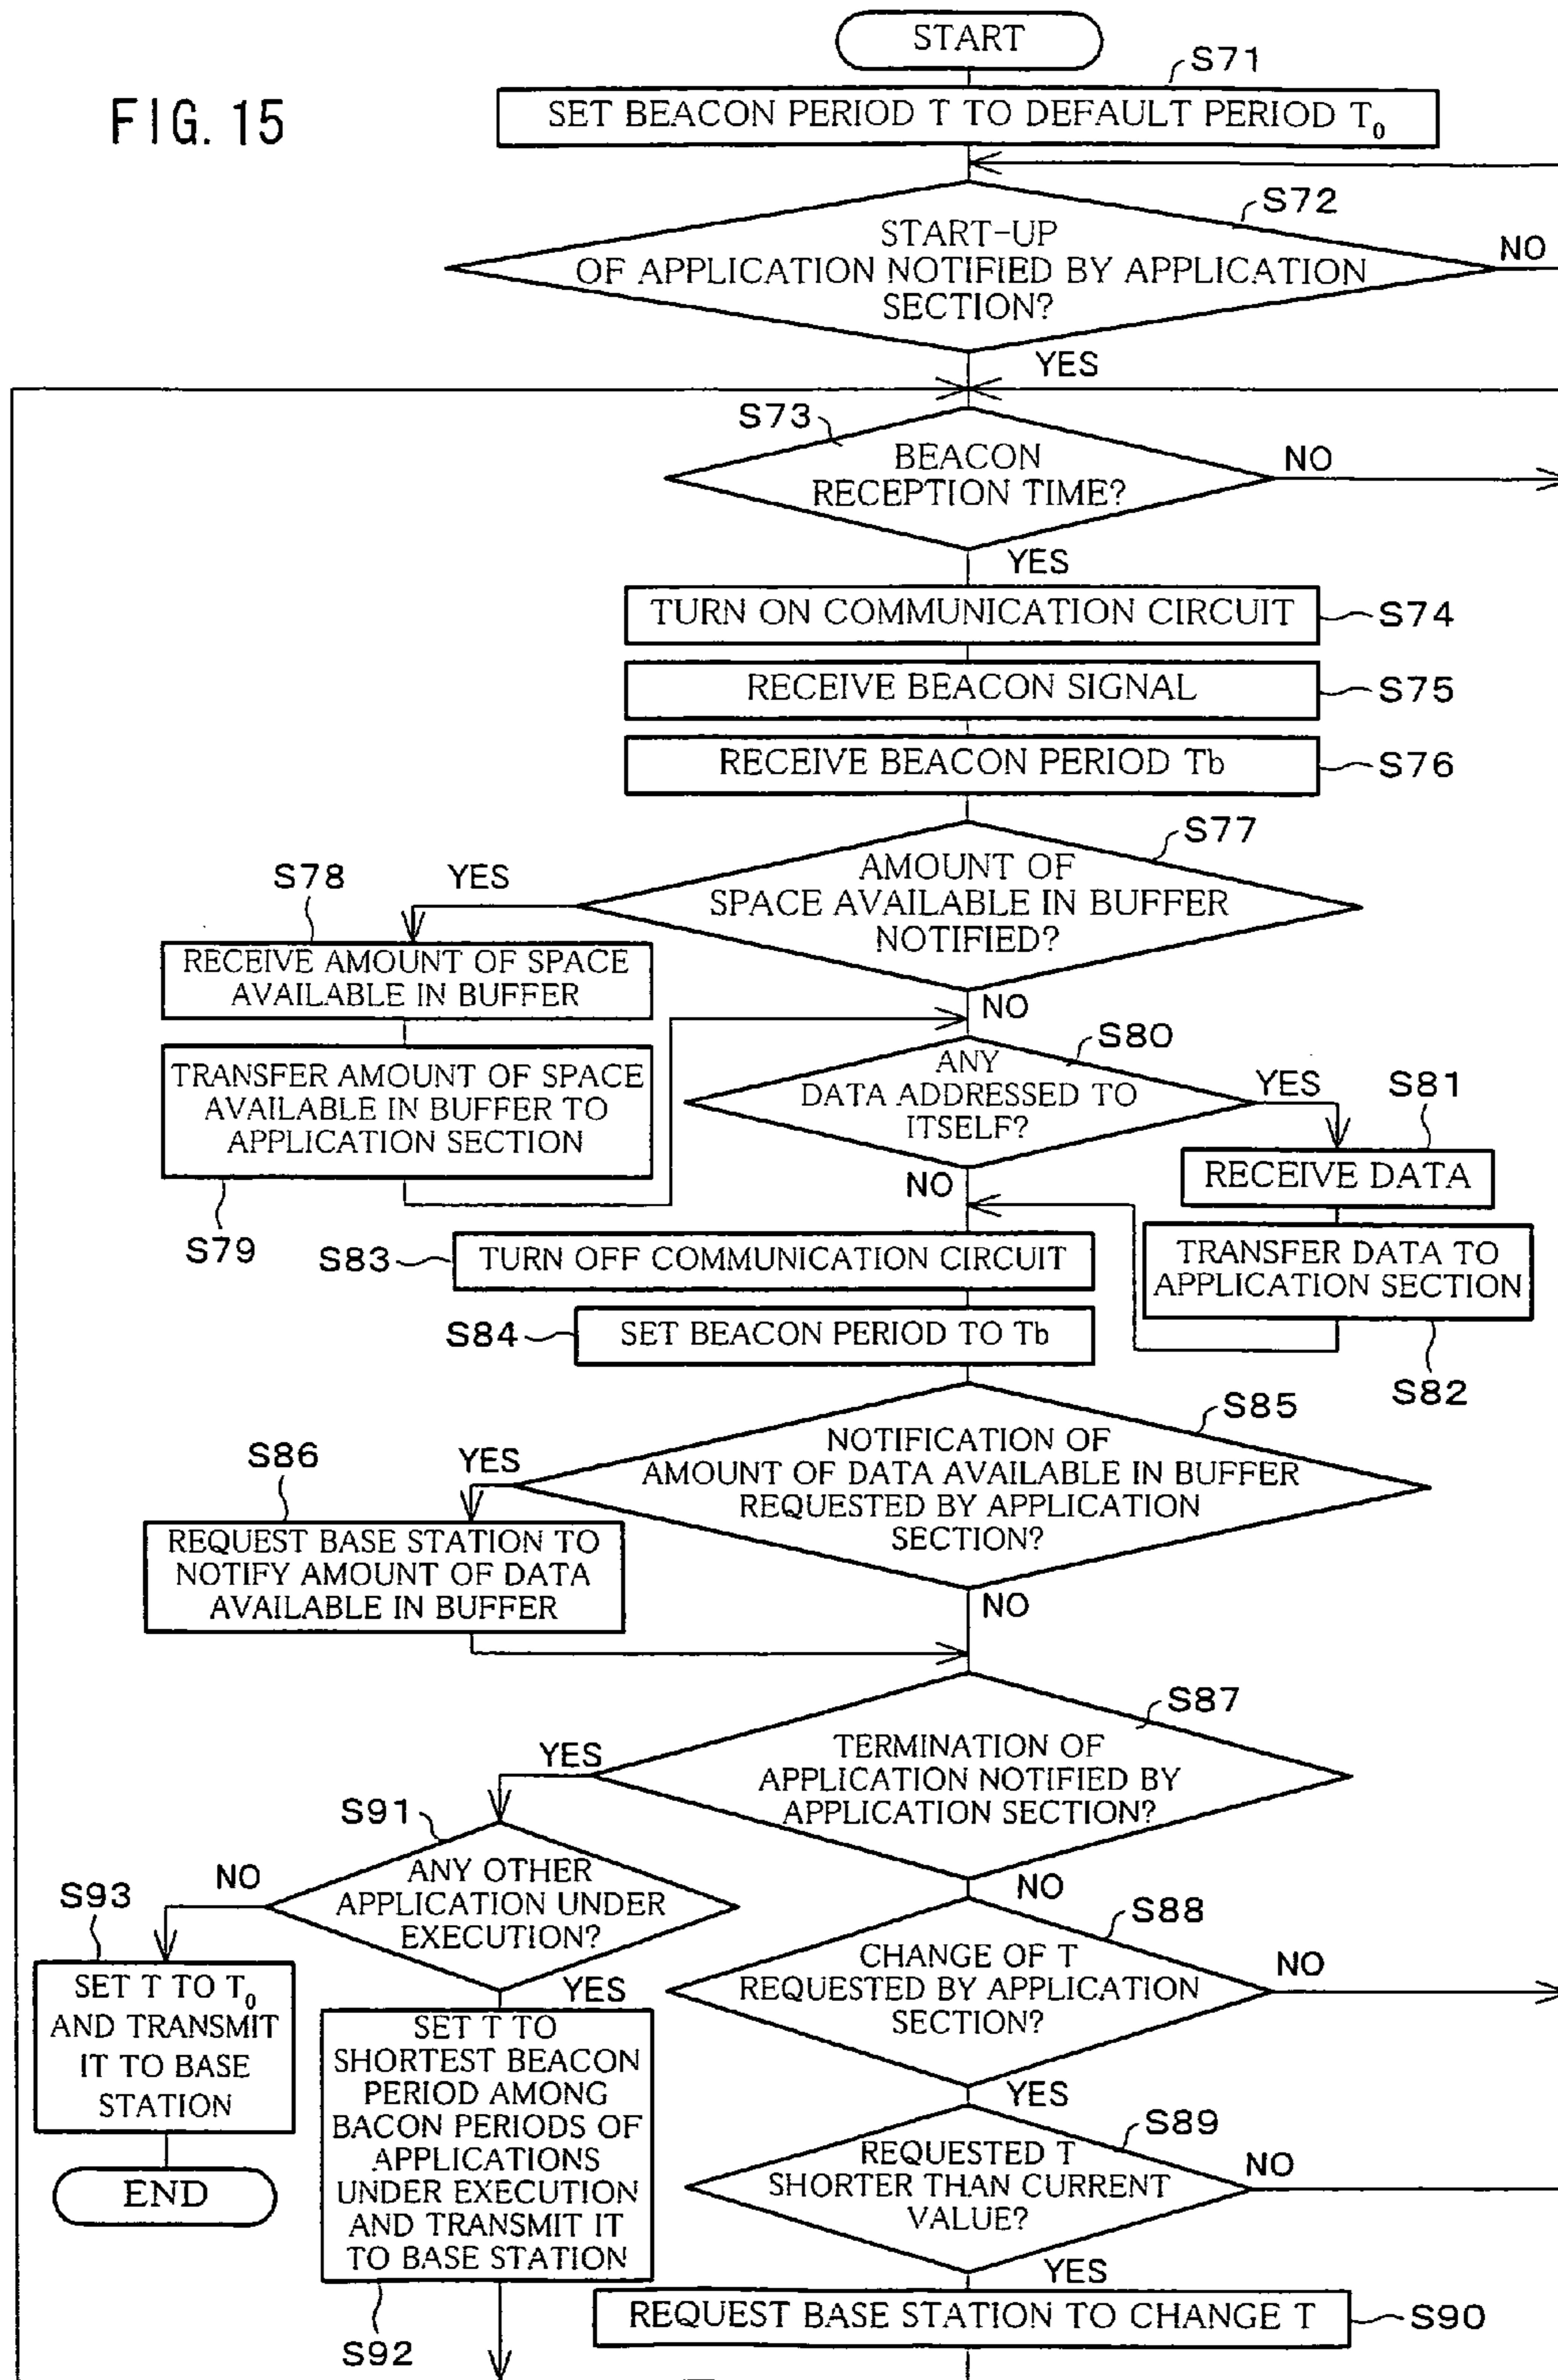 FIG. 15
START
S71
SET BEACON PERIOD T TO DEFAULT PERIOD T₀
S72
START-UP
OF APPLICATION NOTIFIED BY APPLICATION
SECTION?
NO
YES
S73
BEACON
RECEPTION TIME?
NO
YES
TURN ON COMMUNICATION CIRCUIT
S74
RECEIVE BEACON SIGNAL
S75
RECEIVE BEACON PERIOD Tb
S76
S77
AMOUNT OF
SPACE AVAILABLE IN BUFFER
NOTIFIED?
YES
S78
RECEIVE AMOUNT OF SPACE
AVAILABLE IN BUFFER
NO
TRANSFER AMOUNT OF SPACE
AVAILABLE IN BUFFER TO
APPLICATION SECTION
S79
S80
ANY
DATA ADDRESSED TO
ITSELF?
YES
S81
RECEIVE DATA
NO
TRANSFER DATA TO
APPLICATION SECTION
S82
S83
TURN OFF COMMUNICATION CIRCUIT
S84
SET BEACON PERIOD TO Tb
S85
NOTIFICATION OF
AMOUNT OF DATA AVAILABLE IN BUFFER
REQUESTED BY APPLICATION
SECTION?
YES
S86
REQUEST BASE STATION TO
NOTIFY AMOUNT OF DATA
AVAILABLE IN BUFFER
NO
S87
TERMINATION OF
APPLICATION NOTIFIED BY
APPLICATION SECTION?
YES
S91
ANY OTHER
APPLICATION UNDER
EXECUTION?
NO
S93
SET T TO T₀
AND TRANSMIT
IT TO BASE
STATION
END
YES
SET T TO
SHORTEST BEACON
PERIOD AMONG
BACON PERIODS OF
APPLICATIONS
UNDER EXECUTION
AND TRANSMIT IT
TO BASE STATION
S92
NO
S88
CHANGE OF T
REQUESTED BY APPLICATION
SECTION?
NO
YES
S89
REQUESTED T
SHORTER THAN CURRENT
VALUE?
NO
YES
REQUEST BASE STATION TO CHANGE T
S90